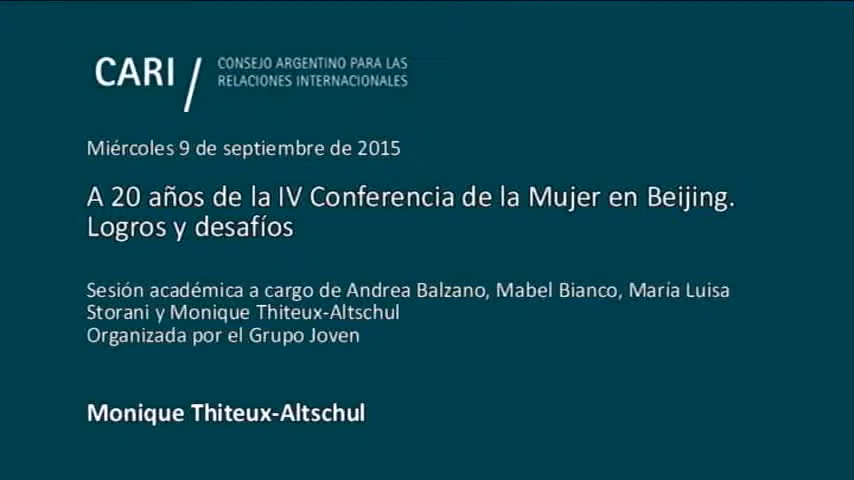 CARI / CONSEJO ARGENTINO PARA LAS
RELACIONES INTERNACIONALES
Miércoles 9 de septiembre de 2015
A 20 años de la IV Conferencia de la Mujer en Beijing.
Logros y desafíos
Sesión académica a cargo de Andrea Balzano, Mabel Bianco, María Luisa
Storani y Monique Thiteux-Altschul
Organizada por el Grupo Joven
Monique Thiteux-Altschul